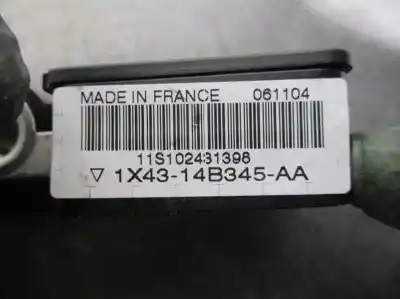 MADE IN FRANCE 061104
11S102431398
▽ 1X43-14B345-AA